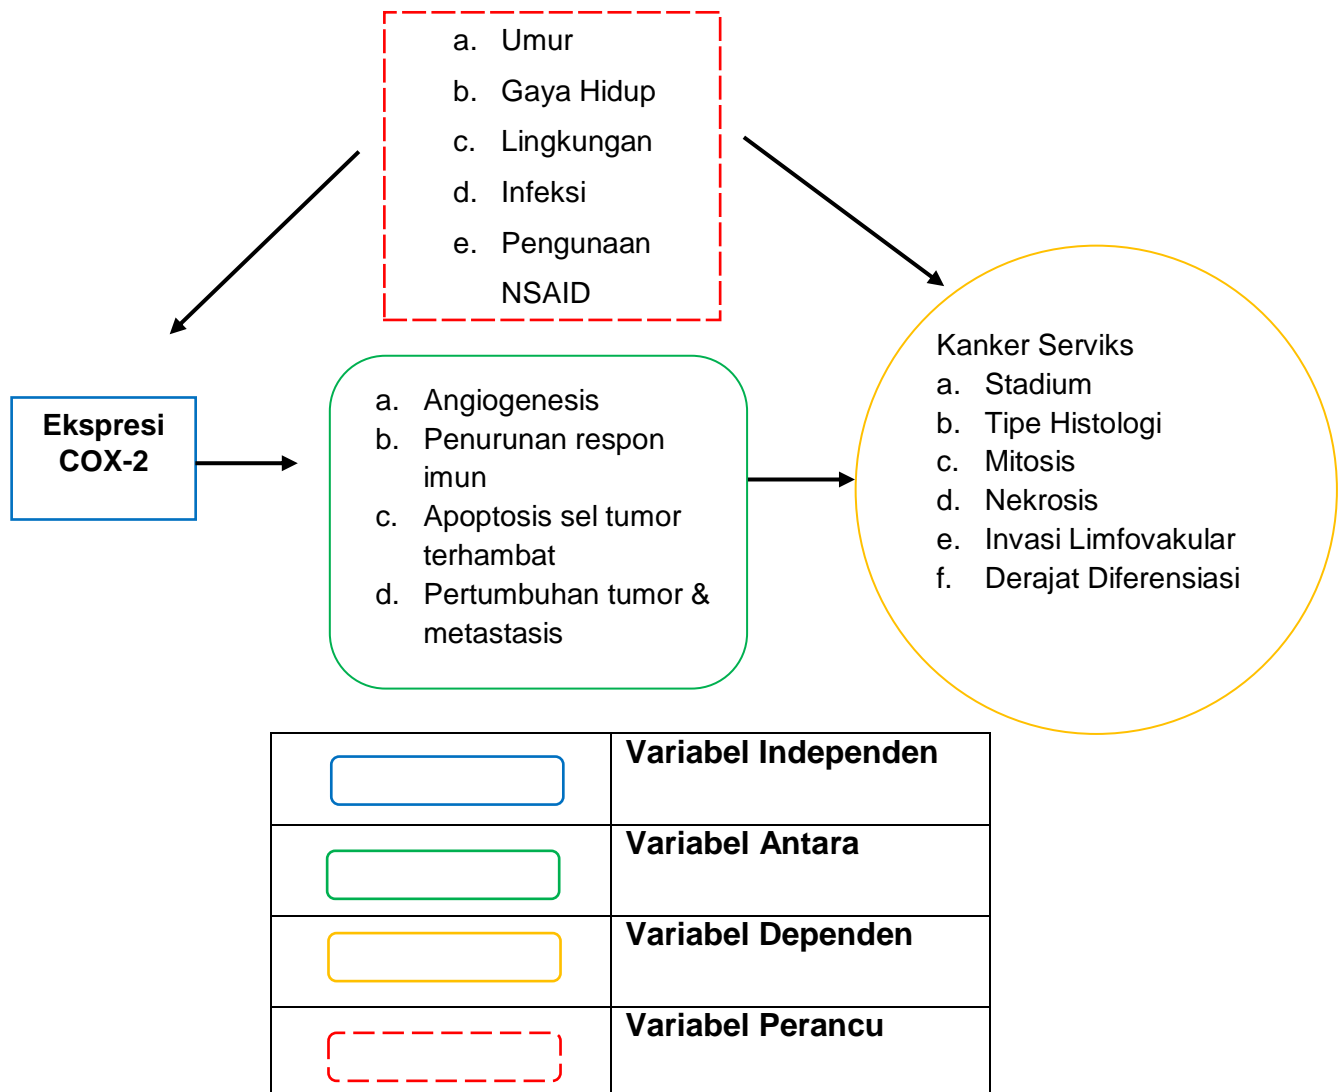 a. Umur
b. Gaya Hidup
c. Lingkungan
d. Infeksi
e. Pengunaan
NSAID
Ekspresi
COX-2
a. Angiogenesis
b. Penurunan respon
imun
c. Apoptosis sel tumor
terhambat
d. Pertumbuhan tumor &
metastasis
Kanker Serviks
a. Stadium
b. Tipe Histologi
c. Mitosis
d. Nekrosis
e. Invasi Limfovakular
f. Derajat Diferensiasi
Variabel Independen
Variabel Antara
Variabel Dependen
Variabel Perancu